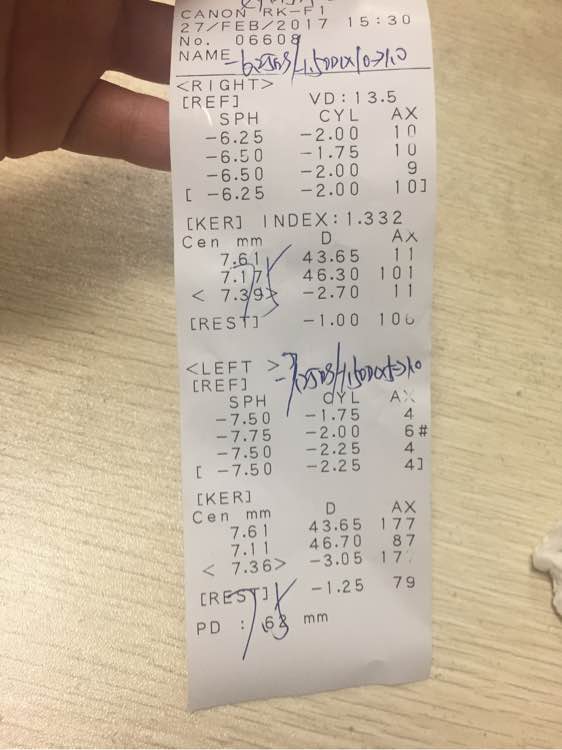 CANON RK-F1
27/FEB/2017 15:30
No. 06608
NAME
<RIGHT>
[REF] VD:13.5
SPH CYL AX
-6.25 -2.00 10
-6.50 -1.75 10
-6.50 -2.00 9
[ -6.25 -2.00 10]
[KER] INDEX:1.332
Cen mm D AX
7.61 43.65 11
7.17 46.30 101
< 7.39> -2.70 11
[REST] -1.00 106
<LEFT >
[REF]
SPH CYL AX
-7.50 -1.75 4
-7.75 -2.00 6#
-7.50 -2.25 4
[ -7.50 -2.25 4]
[KER]
Cen mm D AX
7.61 43.65 177
7.11 46.70 87
< 7.36> -3.05
[REST] -1.25 79
PD : mm